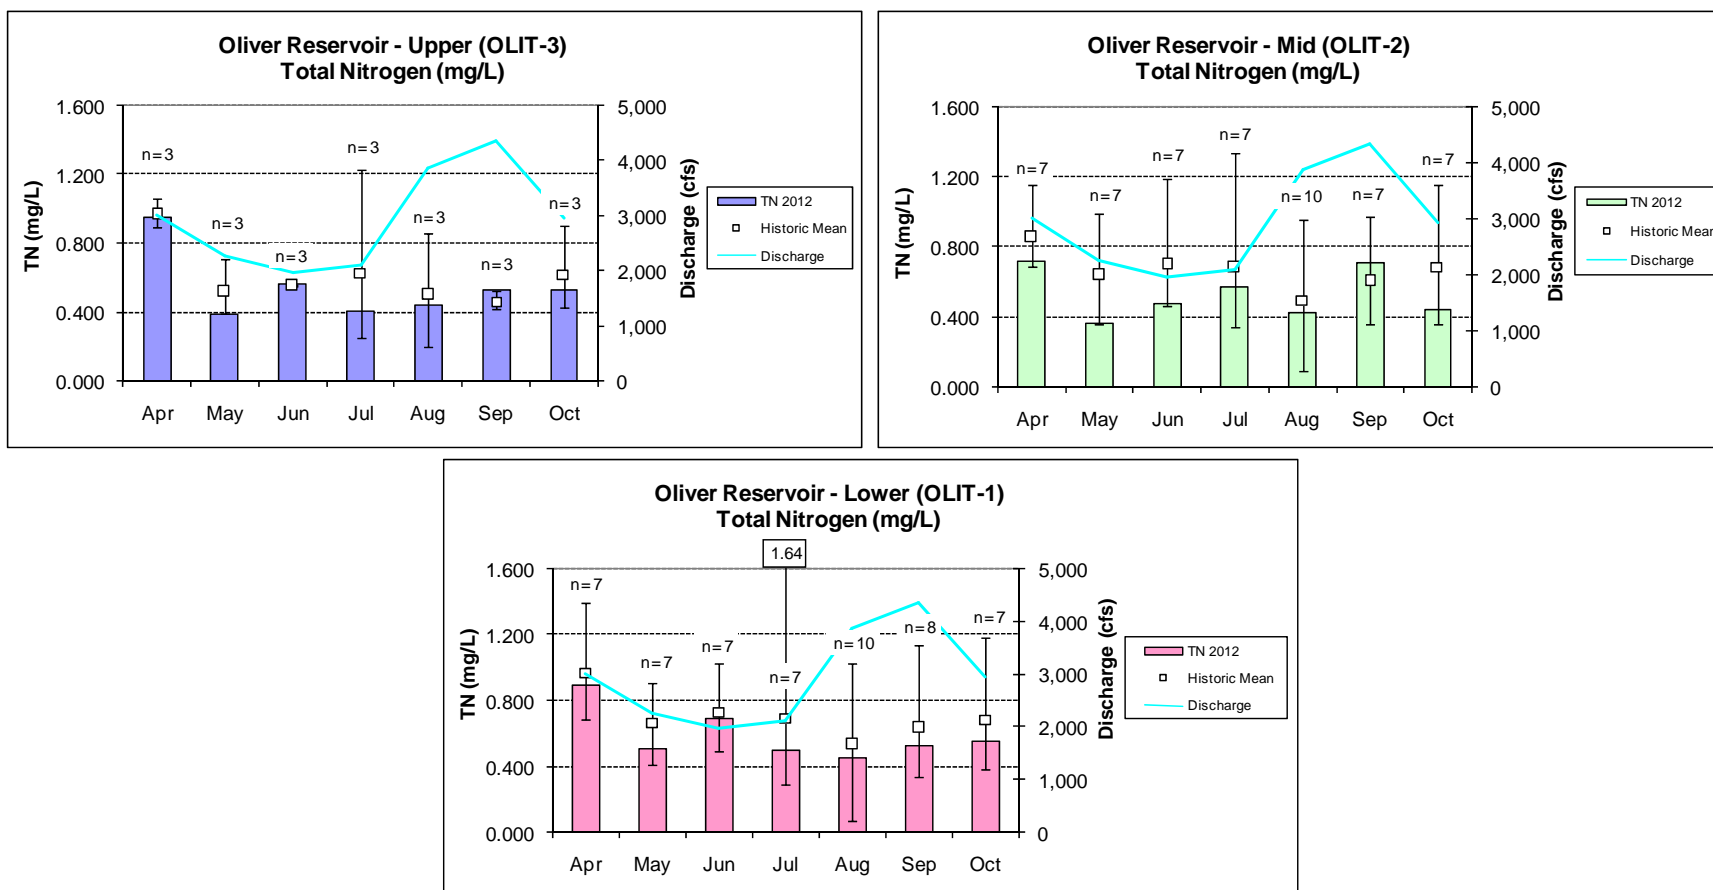 Oliver Reservoir - Upper (OLIT-3)
Total Nitrogen (mg/L)
1.600
1.200
0.800
0.400
0.000
TN (mg/L)
n=3
n=3
n=3
n=3
n=3
n=3
n=3
5,000
4,000
3,000
2,000
1,000
0
Discharge (cfs)
Apr May Jun Jul Aug Sep Oct
TN 2012
Historic Mean
Discharge
Oliver Reservoir - Mid (OLIT-2)
Total Nitrogen (mg/L)
1.600
1.200
0.800
0.400
0.000
TN (mg/L)
n=7
n=7
n=7
n=7
n=10
n=7
n=7
5,000
4,000
3,000
2,000
1,000
0
Discharge (cfs)
Apr May Jun Jul Aug Sep Oct
TN 2012
Historic Mean
Discharge
Oliver Reservoir - Lower (OLIT-1)
Total Nitrogen (mg/L)
1.64
1.600
1.200
0.800
0.400
0.000
TN (mg/L)
n=7
n=7
n=7
n=7
n=10
n=8
n=7
5,000
4,000
3,000
2,000
1,000
0
Discharge (cfs)
Apr May Jun Jul Aug Sep Oct
TN 2012
Historic Mean
Discharge